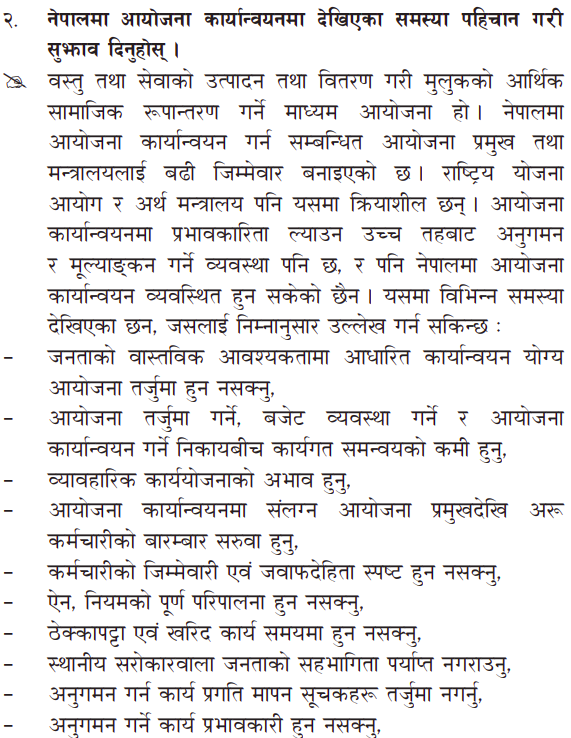 २. नेपालमा आयोजना कार्यान्वयनमा देखिएका समस्या पहिचान गरी
सुझाव दिनुहोस् ।
वस्तु तथा सेवाको उत्पादन तथा वितरण गरी मुलुकको आर्थिक
सामाजिक रूपान्तरण गर्ने माध्यम आयोजना हो । नेपालमा
आयोजना कार्यान्वयन गर्न सम्बन्धित आयोजना प्रमुख तथा
मन्त्रालयलाई बढी जिम्मेवार बनाइएको छ । राष्ट्रिय योजना
आयोग र अर्थ मन्त्रालय पनि यसमा क्रियाशील छन् । आयोजना
कार्यान्वयनमा प्रभावकारिता ल्याउन उच्च तहबाट अनुगमन
र मूल्याङ्कन गर्ने व्यवस्था पनि छ, र पनि नेपालमा आयोजना
कार्यान्वयन व्यवस्थित हुन सकेको छैन । यसमा विभिन्न समस्या
देखिएका छन, जसलाई निम्नानुसार उल्लेख गर्न सकिन्छ :
– जनताको वास्तविक आवश्यकतामा आधारित कार्यान्वयन योग्य
आयोजना तर्जुमा हुन नसक्नु,
– आयोजना तर्जुमा गर्ने, बजेट व्यवस्था गर्ने र आयोजना
कार्यान्वयन गर्ने निकायबीच कार्यगत समन्वयको कमी हुनु,
– व्यावहारिक कार्ययोजनाको अभाव हुनु,
– आयोजना कार्यान्वयनमा संलग्न आयोजना प्रमुखदेखि अरू
कर्मचारीको बारम्बार सरुवा हुनु,
– कर्मचारीको जिम्मेवारी एवं जवाफदेहिता स्पष्ट हुन नसक्नु,
– ऐन, नियमको पूर्ण परिपालना हुन नसक्नु,
– ठेक्कापट्टा एवं खरिद कार्य समयमा हुन नसक्नु,
– स्थानीय सरोकारवाला जनताको सहभागिता पर्याप्त नगराउनु,
– अनुगमन गर्न कार्य प्रगति मापन सूचकहरू तर्जुमा नगर्नु,
– अनुगमन गर्ने कार्य प्रभावकारी हुन नसक्नु,